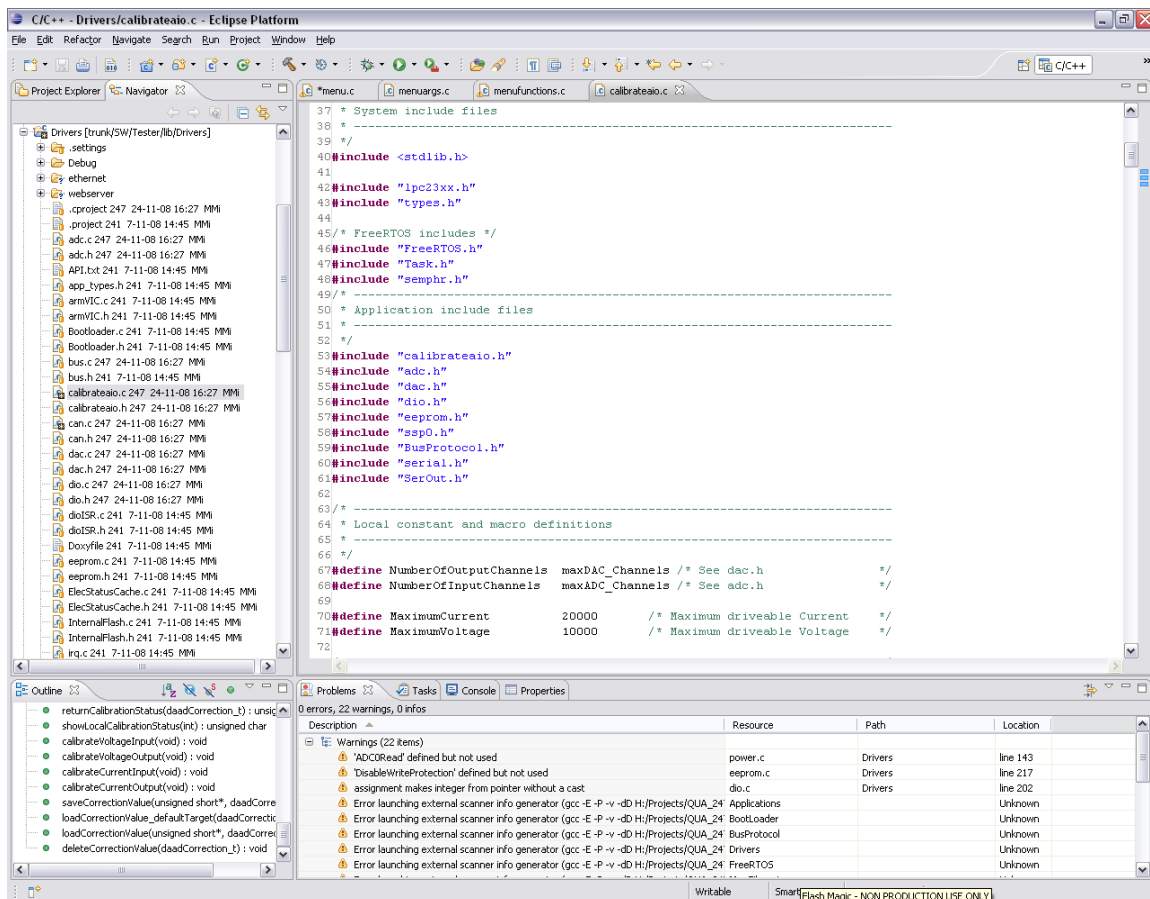 C/C++ - Drivers/calibrateaio.c - Eclipse Platform
File Edit Refactor Navigate Search Run Project Window Help
C/C++
Project Explorer Navigator
*menu.c menuargs.c menufunctions.c calibrateaio.c
Drivers [trunk/SW/Tester/lib/Drivers]
.settings
Debug
ethernet
webserver
.cproject 247 24-11-08 16:27 MMi
.project 241 7-11-08 14:45 MMi
adc.c 247 24-11-08 16:27 MMi
adc.h 247 24-11-08 16:27 MMi
API.txt 241 7-11-08 14:45 MMi
app_types.h 241 7-11-08 14:45 MMi
armVIC.c 241 7-11-08 14:45 MMi
armVIC.h 241 7-11-08 14:45 MMi
Bootloader.c 241 7-11-08 14:45 MMi
Bootloader.h 241 7-11-08 14:45 MMi
bus.c 247 24-11-08 16:27 MMi
bus.h 241 7-11-08 14:45 MMi
calibrateaio.c 247 24-11-08 16:27 MMi
calibrateaio.h 247 24-11-08 16:27 MMi
can.c 247 24-11-08 16:27 MMi
can.h 247 24-11-08 16:27 MMi
dac.c 247 24-11-08 16:27 MMi
dac.h 247 24-11-08 16:27 MMi
dio.c 247 24-11-08 16:27 MMi
dio.h 247 24-11-08 16:27 MMi
dioISR.c 241 7-11-08 14:45 MMi
dioISR.h 241 7-11-08 14:45 MMi
Doxyfile 241 7-11-08 14:45 MMi
eeprom.c 241 7-11-08 14:45 MMi
eeprom.h 241 7-11-08 14:45 MMi
ElecStatusCache.c 241 7-11-08 14:45 MMi
ElecStatusCache.h 241 7-11-08 14:45 MMi
InternalFlash.c 241 7-11-08 14:45 MMi
InternalFlash.h 241 7-11-08 14:45 MMi
irq.c 241 7-11-08 14:45 MMi
37 * System include files
38 * ---------------------------------------------------------------------------
39 */
40 #include <stdlib.h>
41
42 #include "lpc23xx.h"
43 #include "types.h"
44
45 /* FreeRTOS includes */
46 #include "FreeRTOS.h"
47 #include "Task.h"
48 #include "semphr.h"
49 /* ---------------------------------------------------------------------------
50 * Application include files
51 * ---------------------------------------------------------------------------
52 */
53 #include "calibrateaio.h"
54 #include "adc.h"
55 #include "dac.h"
56 #include "dio.h"
57 #include "eeprom.h"
58 #include "ssp0.h"
59 #include "BusProtocol.h"
60 #include "serial.h"
61 #include "SerOut.h"
62
63 /* ---------------------------------------------------------------------------
64 * Local constant and macro definitions
65 * ---------------------------------------------------------------------------
66 */
67 #define NumberOfOutputChannels maxDAC_Channels /* See dac.h */
68 #define NumberOfInputChannels maxADC_Channels /* See adc.h */
69
70 #define MaximumCurrent 20000 /* Maximum driveable Current */
71 #define MaximumVoltage 10000 /* Maximum driveable Voltage */
72
Outline
returnCalibrationStatus(daadCorrection_t) : unsig
showLocalCalibrationStatus(int) : unsigned char
calibrateVoltageInput(void) : void
calibrateVoltageOutput(void) : void
calibrateCurrentInput(void) : void
calibrateCurrentOutput(void) : void
saveCorrectionValue(unsigned short*, daadCorre
loadCorrectionValue_defaultTarget(daadCorrectic
loadCorrectionValue(unsigned short*, daadCorrec
deleteCorrectionValue(daadCorrection_t) : void
Problems Tasks Console Properties
0 errors, 22 warnings, 0 infos
Description Resource Path Location
Warnings (22 items)
'ADC0Read' defined but not used power.c Drivers line 143
'DisableWriteProtection' defined but not used eeprom.c Drivers line 217
assignment makes integer from pointer without a cast dio.c Drivers line 202
Error launching external scanner info generator (gcc -E -P -v -dD H:/Projects/QUA_24 Applications Unknown
Error launching external scanner info generator (gcc -E -P -v -dD H:/Projects/QUA_24 BootLoader Unknown
Error launching external scanner info generator (gcc -E -P -v -dD H:/Projects/QUA_24 BusProtocol Unknown
Error launching external scanner info generator (gcc -E -P -v -dD H:/Projects/QUA_24 Drivers Unknown
Error launching external scanner info generator (gcc -E -P -v -dD H:/Projects/QUA_24 FreeRTOS Unknown
Writable Smart
Flash Magic - NON PRODUCTION USE ONLY